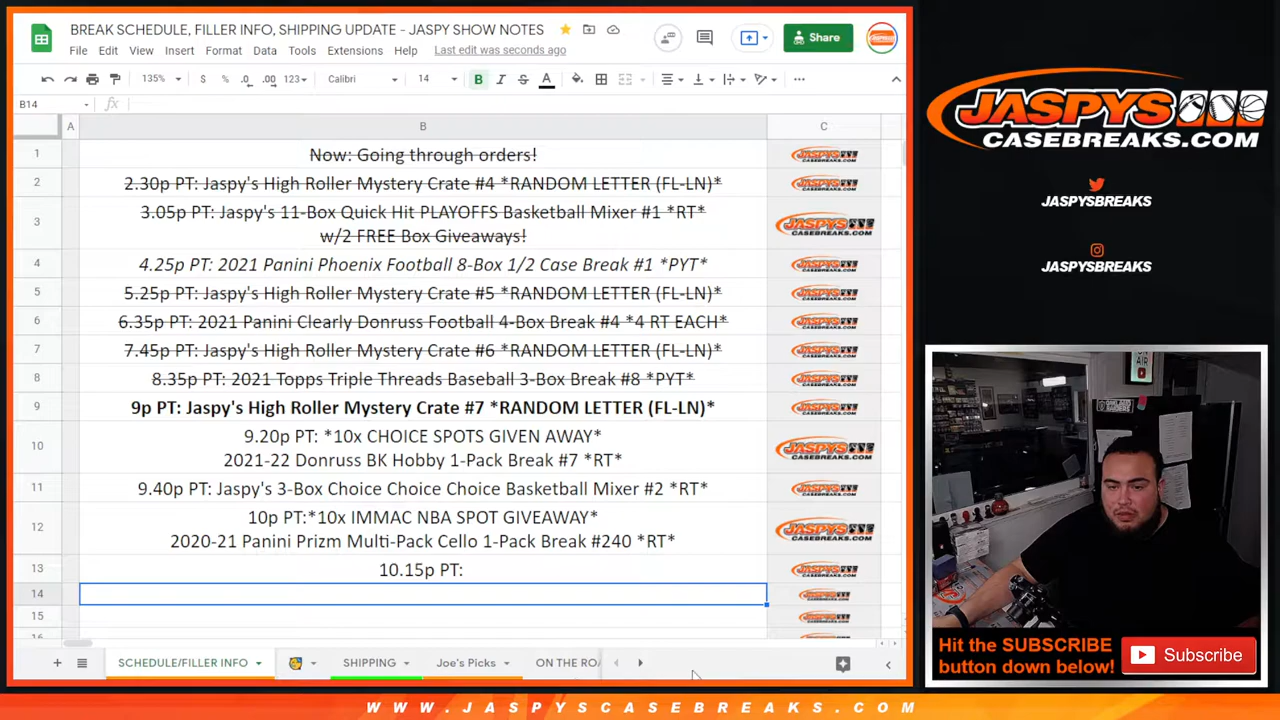 BREAK SCHEDULE, FILLER INFO, SHIPPING UPDATE - JASPY SHOW NOTES
File Edit View Insert Format Data Tools Extensions Help Last edit was seconds ago
Share
135% $ % .0 .00 123 Calibri 14 B I S A
B14 fx
A B C
1 Now: Going through orders!
2 2.30p PT: Jaspy's High Roller Mystery Crate #4 *RANDOM LETTER (FL-LN)*
3 3.05p PT: Jaspy's 11-Box Quick Hit PLAYOFFS Basketball Mixer #1 *RT*
w/2 FREE Box Giveaways!
4 4.25p PT: 2021 Panini Phoenix Football 8-Box 1/2 Case Break #1 *PYT*
5 5.25p PT: Jaspy's High Roller Mystery Crate #5 *RANDOM LETTER (FL-LN)*
6 6.35p PT: 2021 Panini Clearly Donruss Football 4-Box Break #4 *4 RT EACH*
7 7.45p PT: Jaspy's High Roller Mystery Crate #6 *RANDOM LETTER (FL-LN)*
8 8.35p PT: 2021 Topps Triple Threads Baseball 3-Box Break #8 *PYT*
9 9p PT: Jaspy's High Roller Mystery Crate #7 *RANDOM LETTER (FL-LN)*
10 9.20p PT: *10x CHOICE SPOTS GIVEN AWAY*
2021-22 Donruss BK Hobby 1-Pack Break #7 *RT*
11 9.40p PT: Jaspy's 3-Box Choice Choice Choice Basketball Mixer #2 *RT*
12 10p PT:*10x IMMAC NBA SPOT GIVEAWAY*
2020-21 Panini Prizm Multi-Pack Cello 1-Pack Break #240 *RT*
13 10.15p PT:
14
15
SCHEDULE/FILLER INFO SHIPPING Joe's Picks ON THE ROA
JASPYS
CASEBREAKS.COM
JASPYSBREAKS
JASPYSBREAKS
ON AIR
Hit the SUBSCRIBE
button down below!
Subscribe
WWW.JASPYSCASEBREAKS.COM